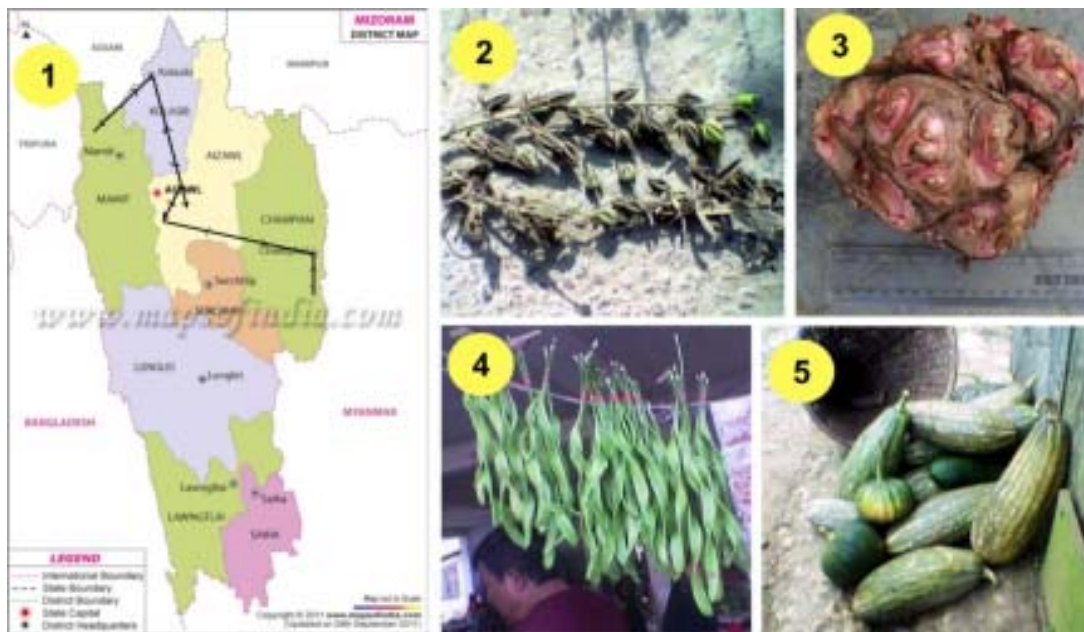 1
MIZORAM
DISTRICT MAP
ASSAM
MANIPUR
TRIPURA
Kolasib
KOLASIB
Mamit
MAMIT
AIZAWL
AIZAWL
CHAMPHAI
Serchhip
www.mapsofindia.com
LUNGLEI
Lunglei
BANGLADESH
MYANMAR
Lawngtlai
LAWNGTLAI
Saiha
SAIHA
LEGEND
International Boundary
State Boundary
District Boundary
State Capital
District Headquarters
Map not to Scale
2
3
4
5